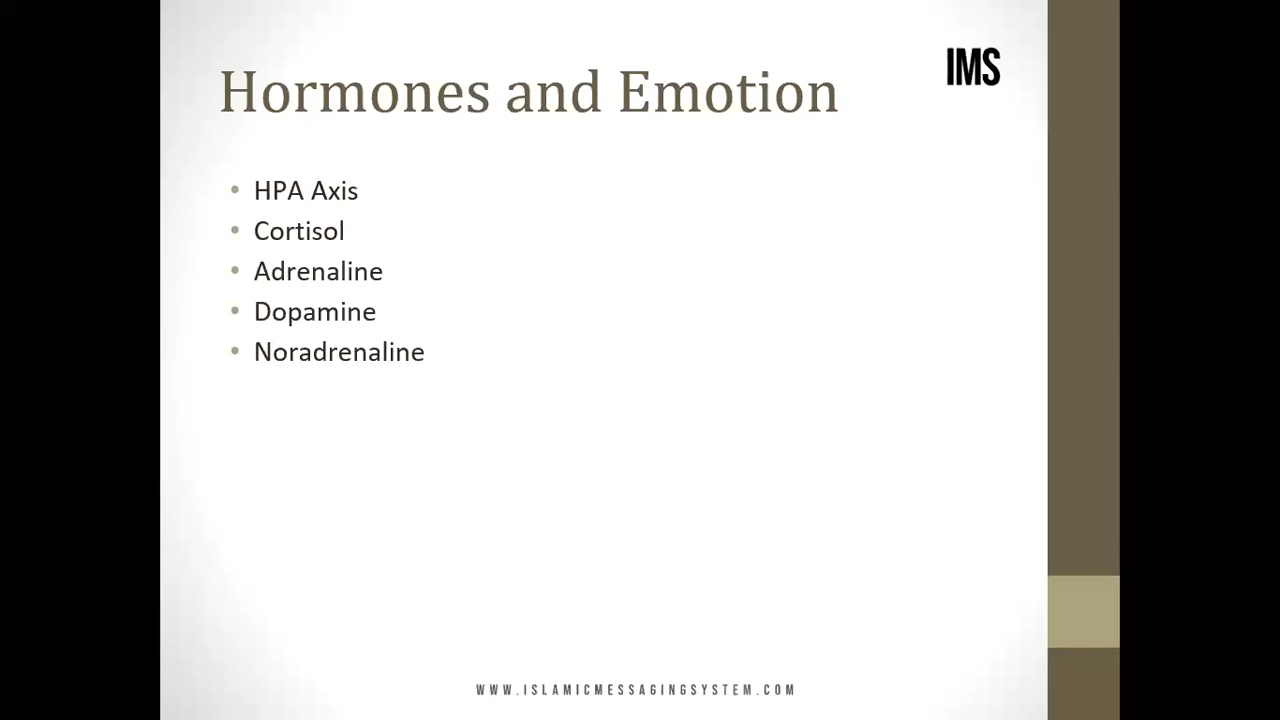 IMS
Hormones and Emotion
• HPA Axis
• Cortisol
• Adrenaline
• Dopamine
• Noradrenaline
WWW.ISLAMICMESSAGINGSYSTEM.COM